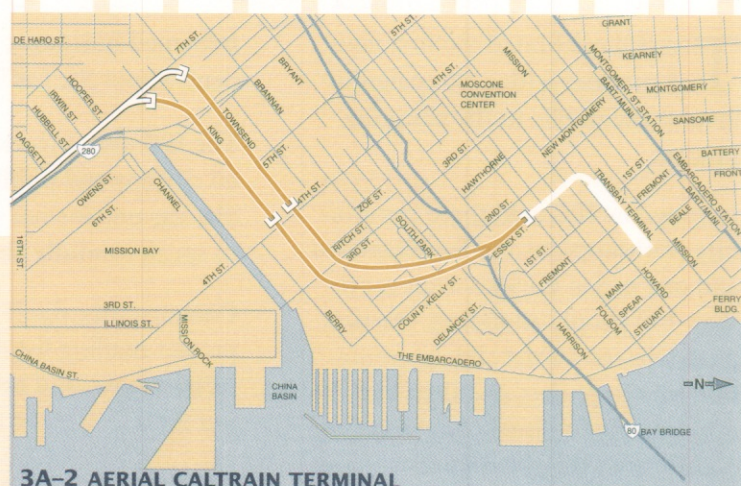 GRANT
DE HARO ST.
7TH ST.
5TH ST.
MISSION
KEARNEY
MONTGOMERY ST. STATION
BART/MUNI
BRYANT
4TH ST.
MOSCONE
CONVENTION
CENTER
MONTGOMERY
HOOPER ST.
IRWIN ST.
HUBBELL ST.
DAGGETT
BRANNAN
TOWNSEND
KING
5TH ST.
3RD ST.
HAWTHORNE
NEW MONTGOMERY
SANSOME
BATTERY
FRONT
280
OWENS ST.
6TH ST.
CHANNEL
4TH ST.
ZOE ST.
2ND ST.
1ST ST.
FREMONT
TRANSBAY TERMINAL
BEALE
EMBARCADERO STATION
BART/MUNI
16TH ST.
MISSION BAY
4TH ST.
RITCH ST.
3RD ST.
SOUTH PARK
ESSEX ST.
1ST ST.
FREMONT
MISSION
HOWARD
3RD ST.
ILLINOIS ST.
MISSION ROCK
BERRY
COLIN P. KELLY ST.
DELANCEY ST.
MAIN
SPEAR
FOLSOM
STEUART
HARRISON
FERRY
BLDG.
CHINA BASIN ST.
THE EMBARCADERO
CHINA
BASIN
N
80 BAY BRIDGE
3A–2 AERIAL CALTRAIN TERMINAL